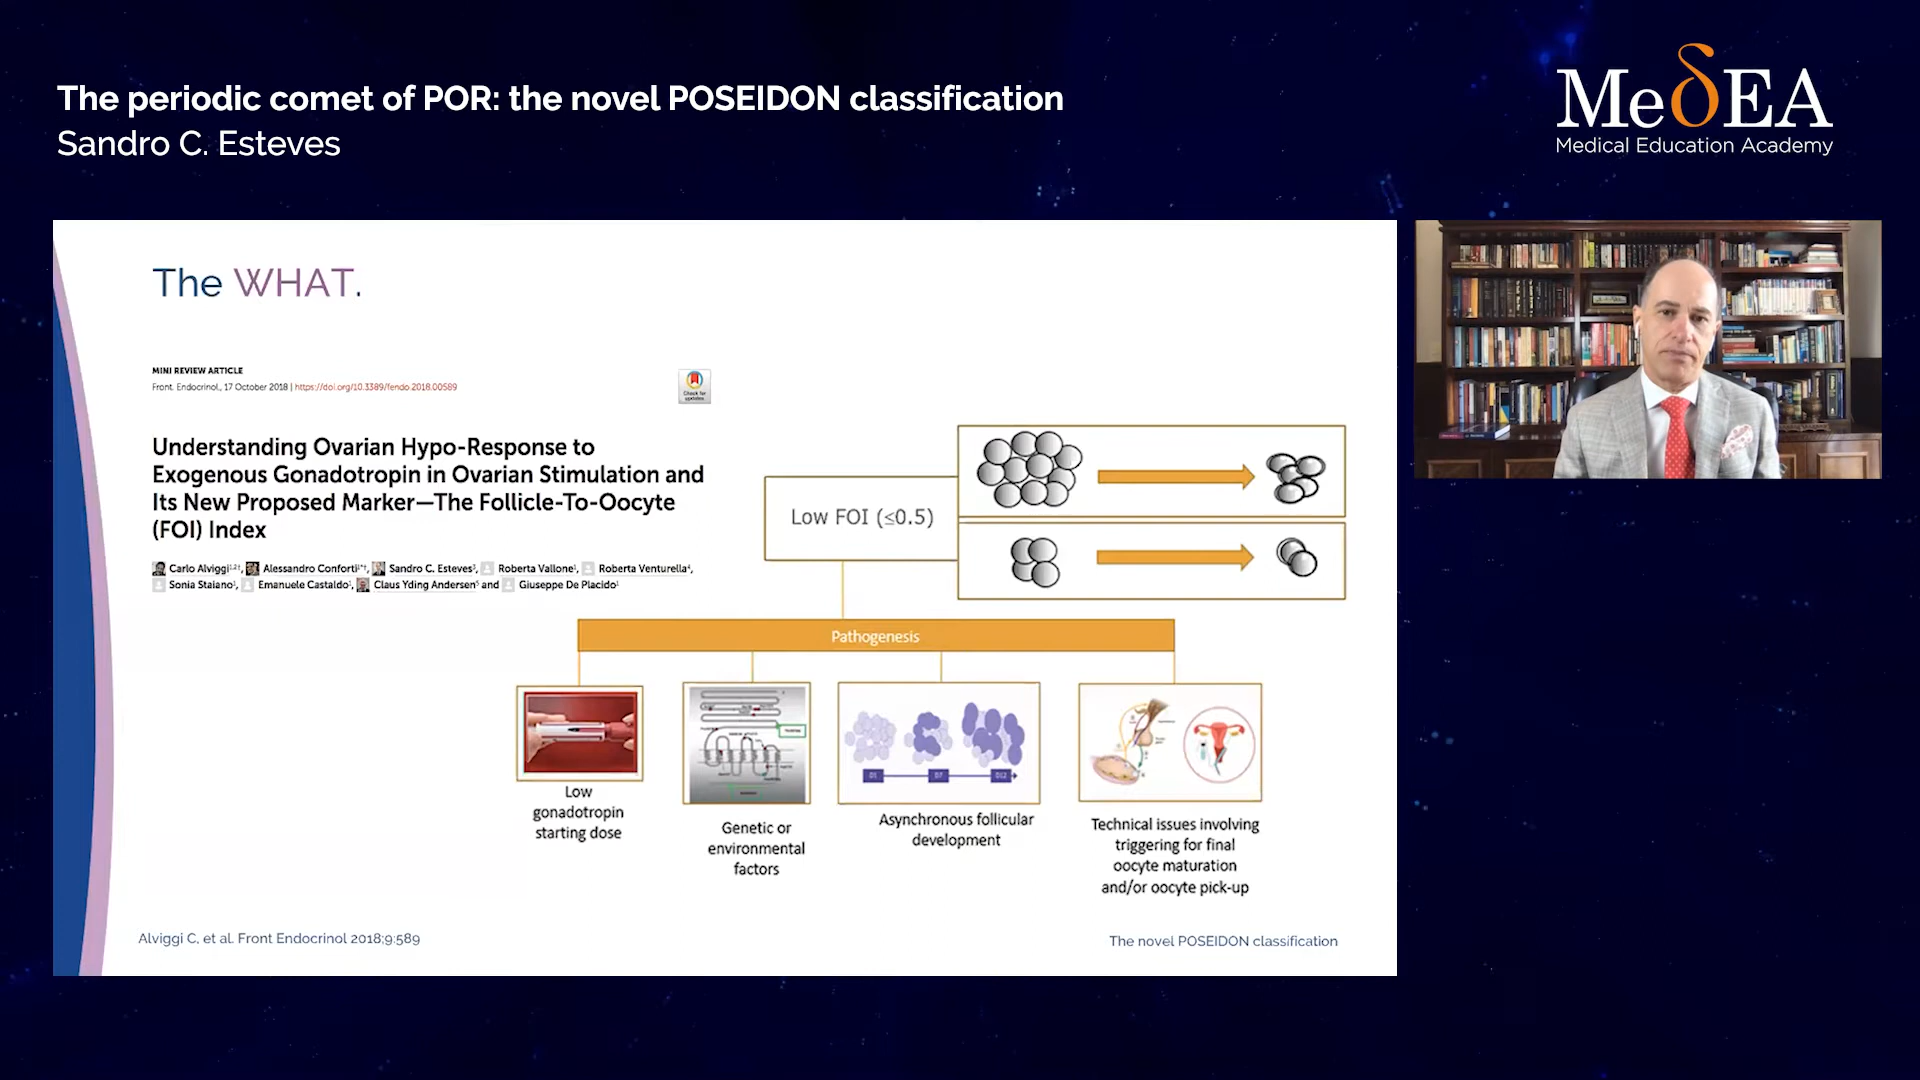 The periodic comet of POR: the novel POSEIDON classification
Sandro C. Esteves
MeδEA
Medical Education Academy
The WHAT.
MINI REVIEW ARTICLE
Front. Endocrinol., 17 October 2018 | https://doi.org/10.3389/fendo.2018.00589
Check for
updates
Understanding Ovarian Hypo-Response to
Exogenous Gonadotropin in Ovarian Stimulation and
Its New Proposed Marker—The Follicle-To-Oocyte
(FOI) Index
Carlo Alviggi, Alessandro Conforti, Sandro C. Esteves, Roberta Vallone, Roberta Venturella,
Sonia Staiano, Emanuele Castaldo, Claus Yding Andersen and Giuseppe De Placido
Low FOI (≤0.5)
Pathogenesis
D1 D7 D12
Low
gonadotropin
starting dose
Genetic or
environmental
factors
Asynchronous follicular
development
Technical issues involving
triggering for final
oocyte maturation
and/or oocyte pick-up
Alviggi C, et al. Front Endocrinol 2018;9:589
The novel POSEIDON classification